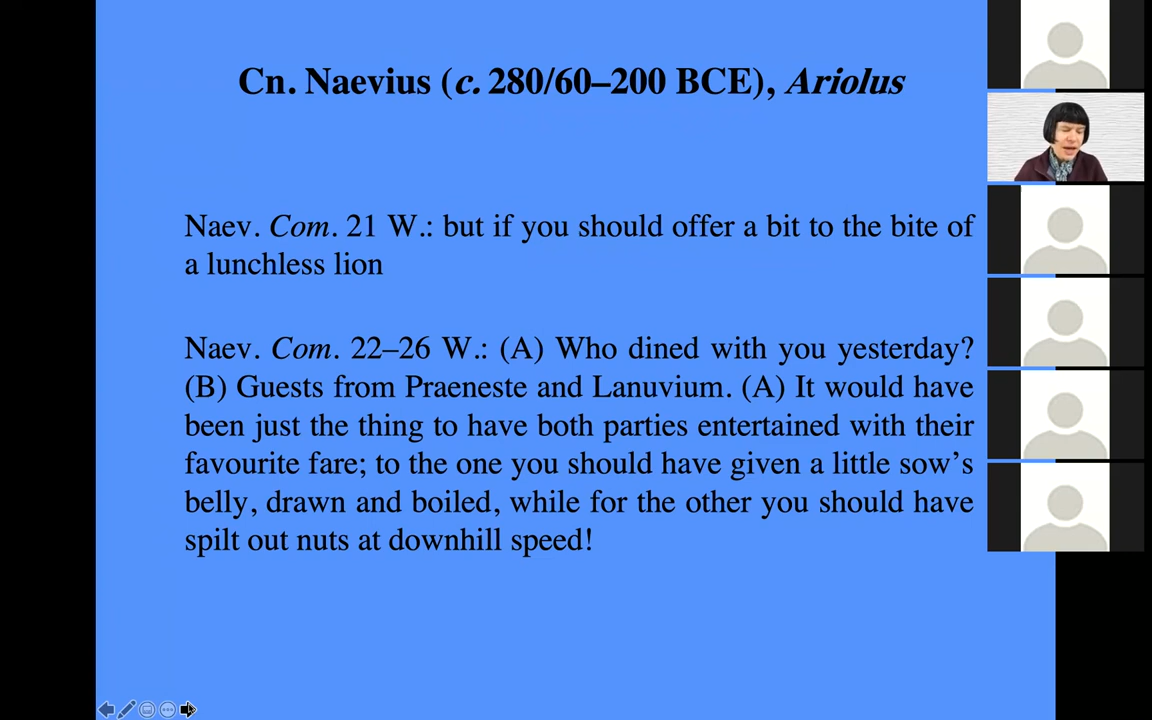 Cn. Naevius (c. 280/60–200 BCE), Ariolus
Naev. Com. 21 W.: but if you should offer a bit to the bite of
a lunchless lion
Naev. Com. 22–26 W.: (A) Who dined with you yesterday?
(B) Guests from Praeneste and Lanuvium. (A) It would have
been just the thing to have both parties entertained with their
favourite fare; to the one you should have given a little sow’s
belly, drawn and boiled, while for the other you should have
spilt out nuts at downhill speed!